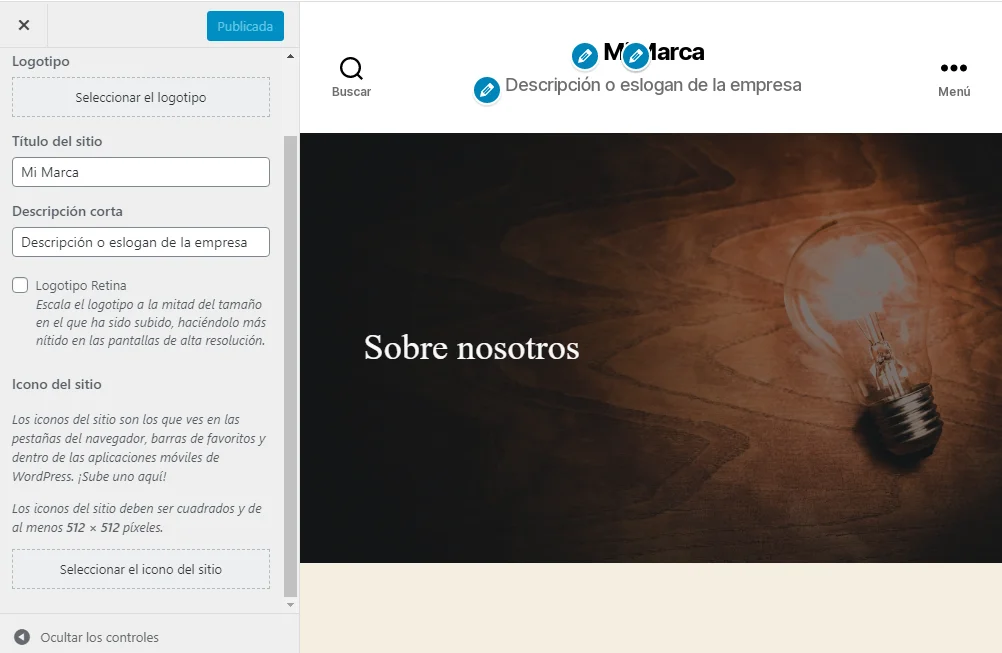 Publicada
Logotipo
Seleccionar el logotipo
Título del sitio
Mi Marca
Descripción corta
Descripción o eslogan de la empresa
Logotipo Retina
Escala el logotipo a la mitad del tamaño
en el que ha sido subido, haciéndolo más
nítido en las pantallas de alta resolución.
Icono del sitio
Los iconos del sitio son los que ves en las
pestañas del navegador, barras de favoritos y
dentro de las aplicaciones móviles de
WordPress. ¡Sube uno aquí!
Los iconos del sitio deben ser cuadrados y de
al menos 512 × 512 píxeles.
Seleccionar el icono del sitio
Ocultar los controles
Buscar
Mi Marca
Descripción o eslogan de la empresa
Menú
Sobre nosotros